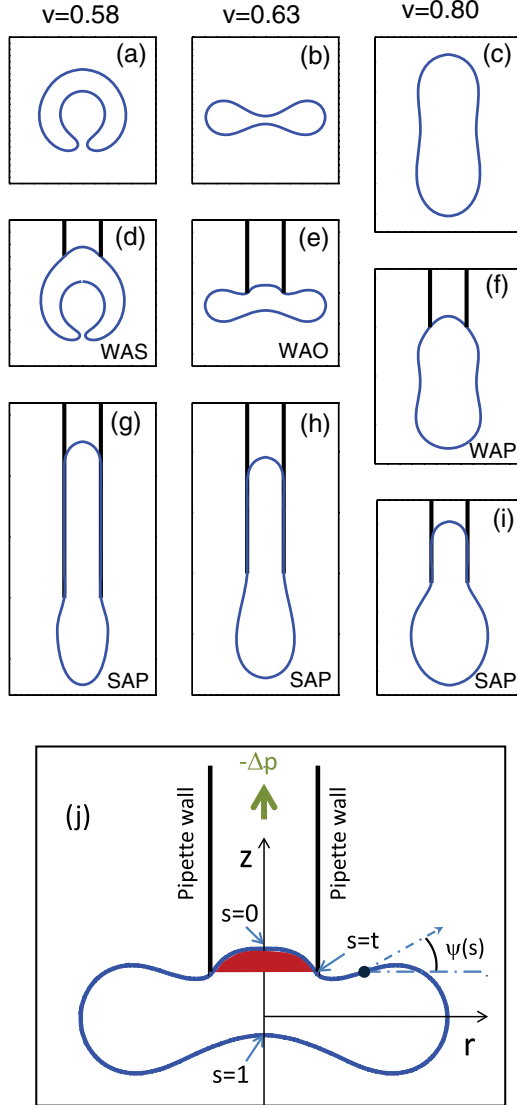 v=0.58 v=0.63 v=0.80
(a) (b) (c)
(d) (e) (f)
WAS WAO WAP
(g) (h) (i)
SAP SAP SAP
(j)
-Δp
Pipette wall
Pipette wall
z
s=0
s=t
ψ(s)
r
s=1